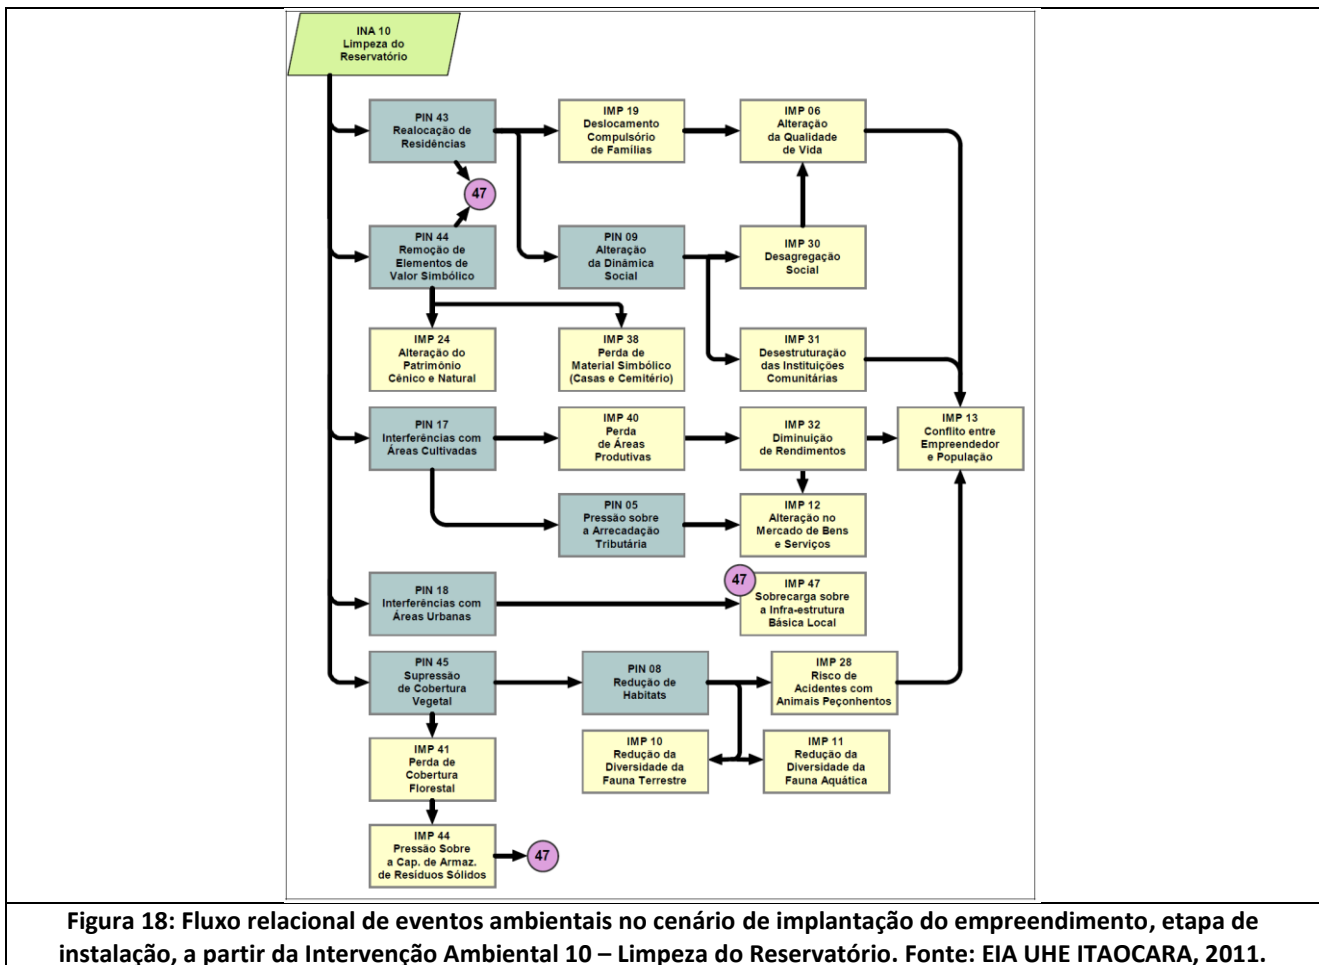 INA 10
Limpeza do
Reservatório
PIN 43
Realocação de
Residências
IMP 19
Deslocamento
Compulsório
de Famílias
IMP 06
Alteração
da Qualidade
de Vida
47
PIN 44
Remoção de
Elementos de
Valor Simbólico
PIN 09
Alteração
da Dinâmica
Social
IMP 30
Desagregação
Social
IMP 24
Alteração do
Patrimônio
Cênico e Natural
IMP 38
Perda de
Material Simbólico
(Casas e Cemitério)
IMP 31
Desestruturação
das Instituições
Comunitárias
PIN 17
Interferências com
Áreas Cultivadas
IMP 40
Perda
de Áreas
Produtivas
IMP 32
Diminuição
de Rendimentos
IMP 13
Conflito entre
Empreendedor
e População
PIN 05
Pressão sobre
a Arrecadação
Tributária
IMP 12
Alteração no
Mercado de Bens
e Serviços
PIN 18
Interferências com
Áreas Urbanas
47
IMP 47
Sobrecarga sobre
a Infra-estrutura
Básica Local
PIN 45
Supressão
de Cobertura
Vegetal
PIN 08
Redução de
Habitats
IMP 28
Risco de
Acidentes com
Animais Peçonhentos
IMP 41
Perda de
Cobertura
Florestal
IMP 10
Redução da
Diversidade da
Fauna Terrestre
IMP 11
Redução da
Diversidade da
Fauna Aquática
IMP 44
Pressão Sobre
a Cap. de Armaz.
de Resíduos Sólidos
47
Figura 18: Fluxo relacional de eventos ambientais no cenário de implantação do empreendimento, etapa de
instalação, a partir da Intervenção Ambiental 10 – Limpeza do Reservatório. Fonte: EIA UHE ITAOCARA, 2011.